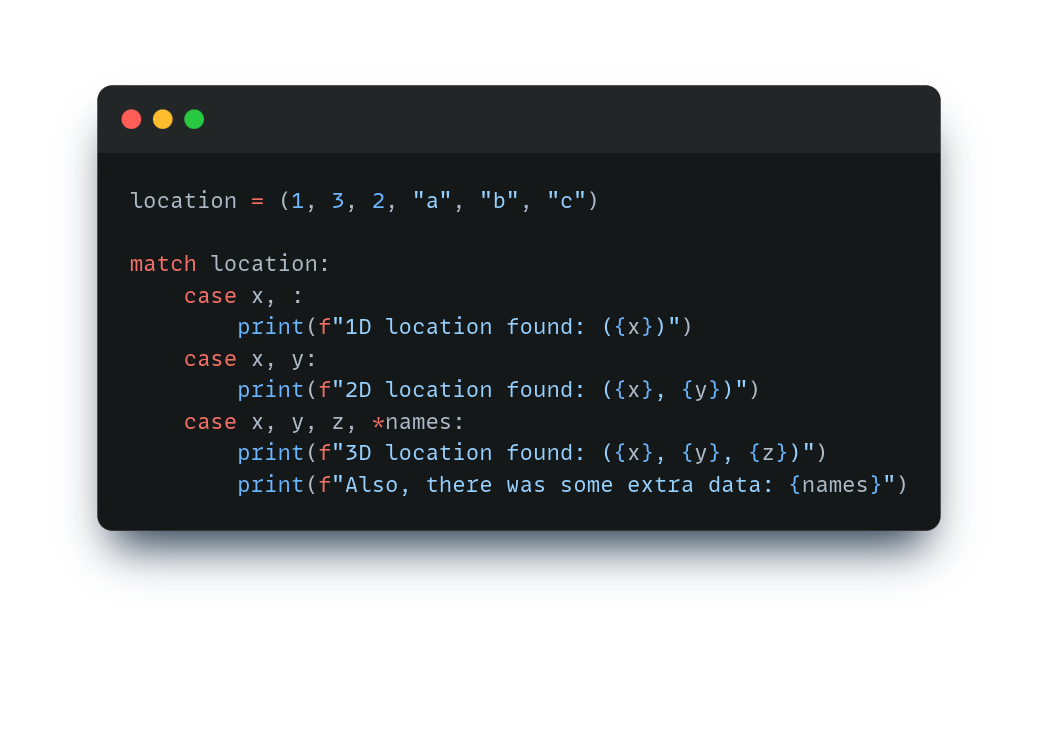 location = (1, 3, 2, "a", "b", "c")

match location:
    case x, :
        print(f"1D location found: ({x})")
    case x, y:
        print(f"2D location found: ({x}, {y})")
    case x, y, z, *names:
        print(f"3D location found: ({x}, {y}, {z})")
        print(f"Also, there was some extra data: {names}")